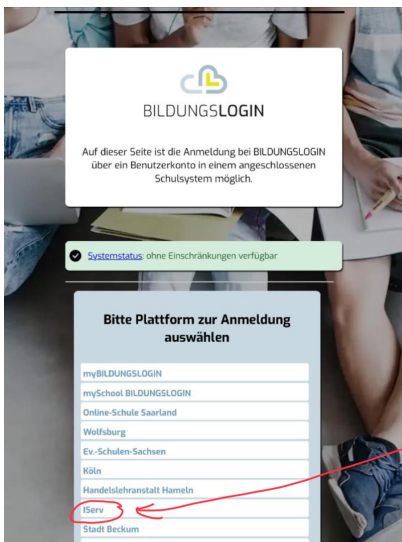 BILDUNGSLOGIN
Auf dieser Seite ist die Anmeldung bei BILDUNGSLOGIN
über ein Benutzerkonto in einem angeschlossenen
Schulsystem möglich.
Systemstatus: ohne Einschränkungen verfügbar
Bitte Plattform zur Anmeldung
auswählen
myBILDUNGSLOGIN
mySchool BILDUNGSLOGIN
Online-Schule Saarland
Wolfsburg
Ev.-Schulen-Sachsen
Köln
Handelslehranstalt Hameln
IServ
Stadt Beckum